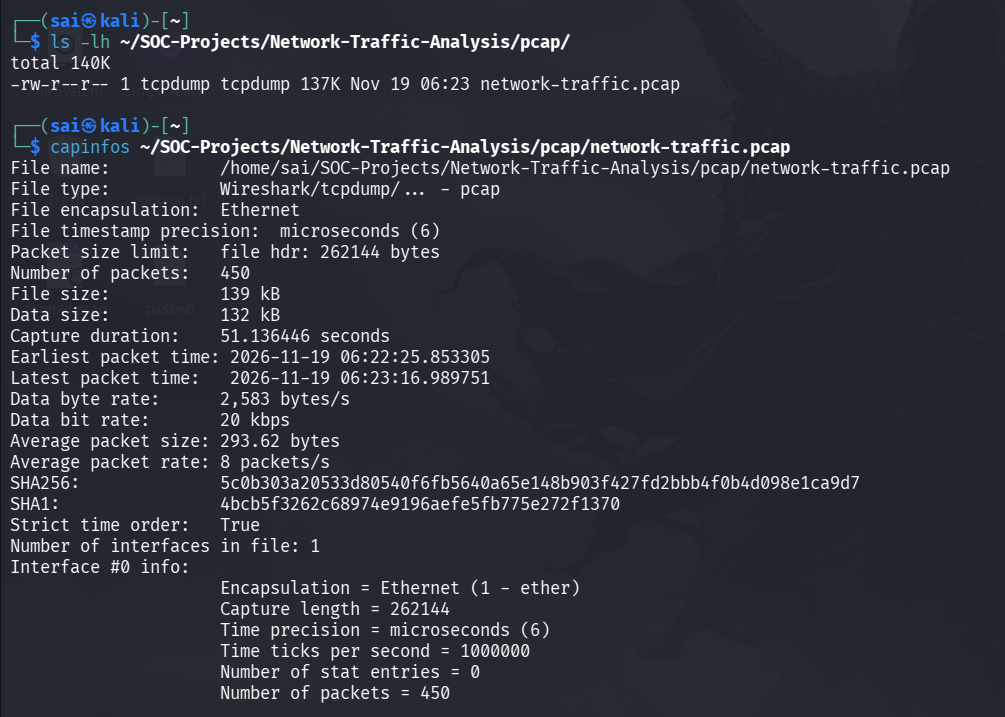 ┌──(sai㉿kali)-[~]
└─$ ls -lh ~/SOC-Projects/Network-Traffic-Analysis/pcap/
total 140K
-rw-r--r-- 1 tcpdump tcpdump 137K Nov 19 06:23 network-traffic.pcap
┌──(sai㉿kali)-[~]
└─$ capinfos ~/SOC-Projects/Network-Traffic-Analysis/pcap/network-traffic.pcap
File name:           /home/sai/SOC-Projects/Network-Traffic-Analysis/pcap/network-traffic.pcap
File type:           Wireshark/tcpdump/... - pcap
File encapsulation:  Ethernet
File timestamp precision:  microseconds (6)
Packet size limit:   file hdr: 262144 bytes
Number of packets:   450
File size:           139 kB
Data size:           132 kB
passwd
Capture duration:    51.136446 seconds
Earliest packet time: 2026-11-19 06:22:25.853305
Latest packet time:   2026-11-19 06:23:16.989751
Data byte rate:      2,583 bytes/s
Data bit rate:       20 kbps
Average packet size: 293.62 bytes
Average packet rate: 8 packets/s
SHA256:              5c0b303a20533d80540f6fb5640a65e148b903f427fd2bbb4f0b4d098e1ca9d7
SHA1:                4bcb5f3262c68974e9196aefe5fb775e272f1370
Strict time order:   True
Number of interfaces in file: 1
Interface #0 info:
                     Encapsulation = Ethernet (1 - ether)
                     Capture length = 262144
                     Time precision = microseconds (6)
                     Time ticks per second = 1000000
                     Number of stat entries = 0
                     Number of packets = 450